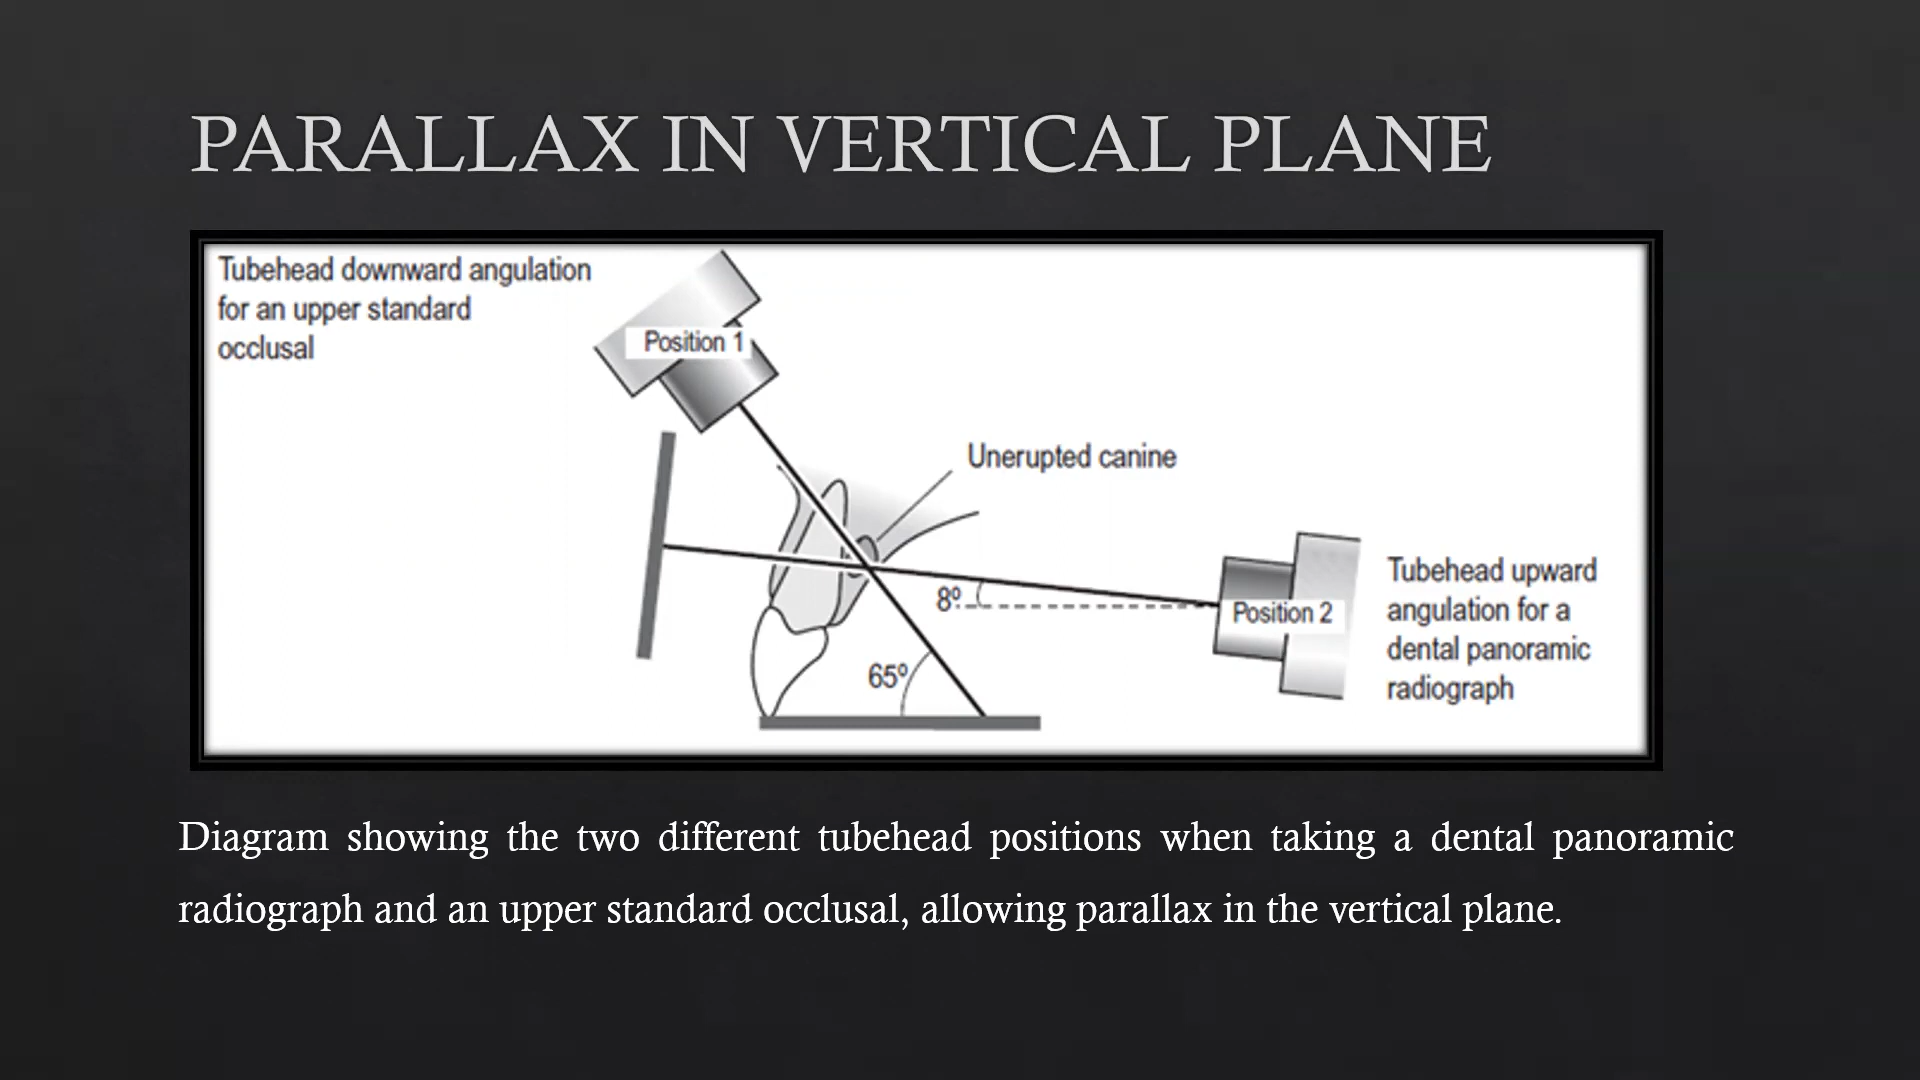 PARALLAX IN VERTICAL PLANE
Tubehead downward angulation
for an upper standard
occlusal
Position 1
Unerupted canine
8º
65º
Position 2
Tubehead upward
angulation for a
dental panoramic
radiograph
Diagram showing the two different tubehead positions when taking a dental panoramic
radiograph and an upper standard occlusal, allowing parallax in the vertical plane.